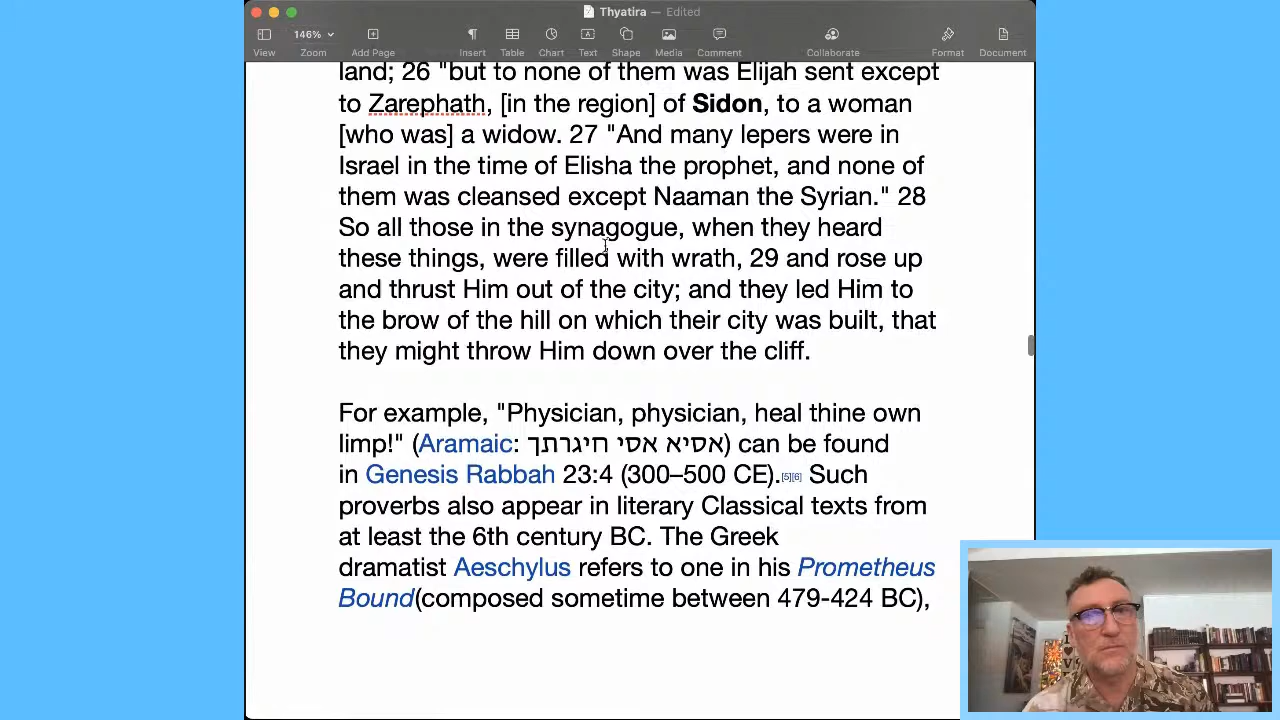 Thyatira — Edited
146%
View Zoom Add Page Insert Table Chart Text Shape Media Comment Collaborate Format Document
land; 26 "but to none of them was Elijah sent except
to Zarephath, [in the region] of Sidon, to a woman
[who was] a widow. 27 "And many lepers were in
Israel in the time of Elisha the prophet, and none of
them was cleansed except Naaman the Syrian." 28
So all those in the synagogue, when they heard
these things, were filled with wrath, 29 and rose up
and thrust Him out of the city; and they led Him to
the brow of the hill on which their city was built, that
they might throw Him down over the cliff.
For example, "Physician, physician, heal thine own
limp!" (Aramaic: אסיא אסי חיגרתך) can be found
in Genesis Rabbah 23:4 (300–500 CE).[5][6] Such
proverbs also appear in literary Classical texts from
at least the 6th century BC. The Greek
dramatist Aeschylus refers to one in his Prometheus
Bound(composed sometime between 479-424 BC),